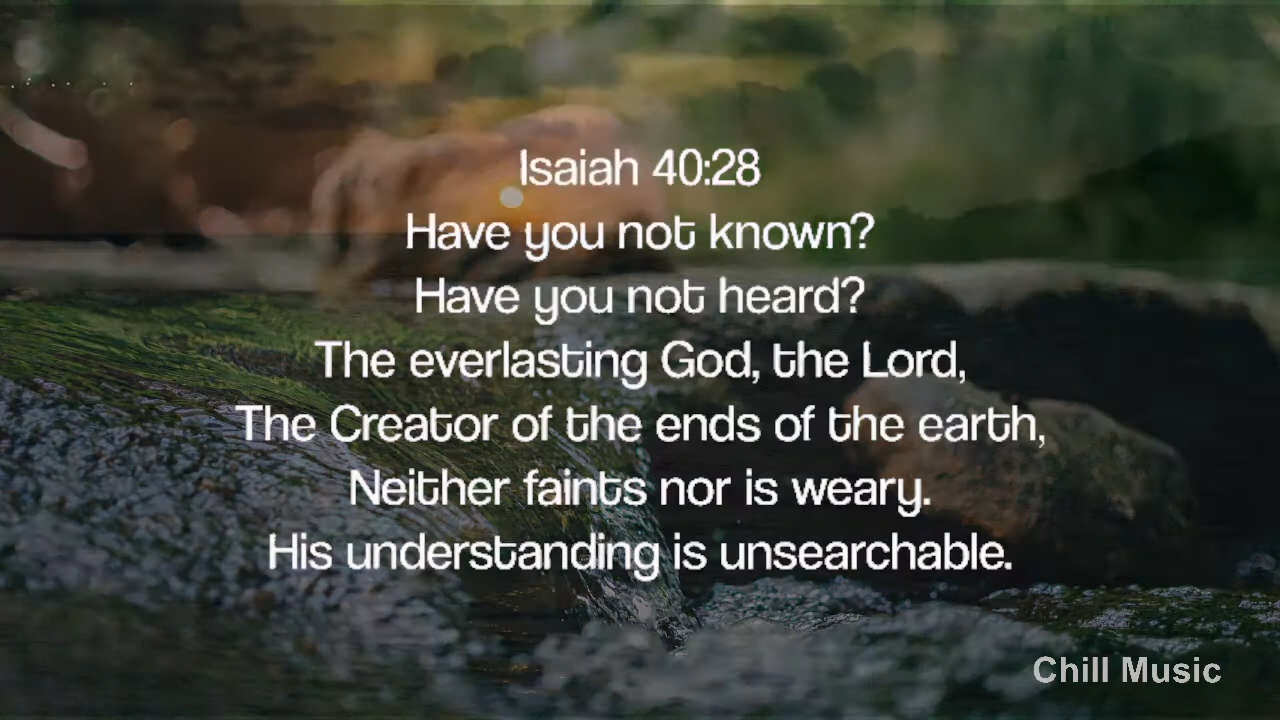 Isaiah 40:28
Have you not known?
Have you not heard?
The everlasting God, the Lord,
The Creator of the ends of the earth,
Neither faints nor is weary.
His understanding is unsearchable.
Chill Music